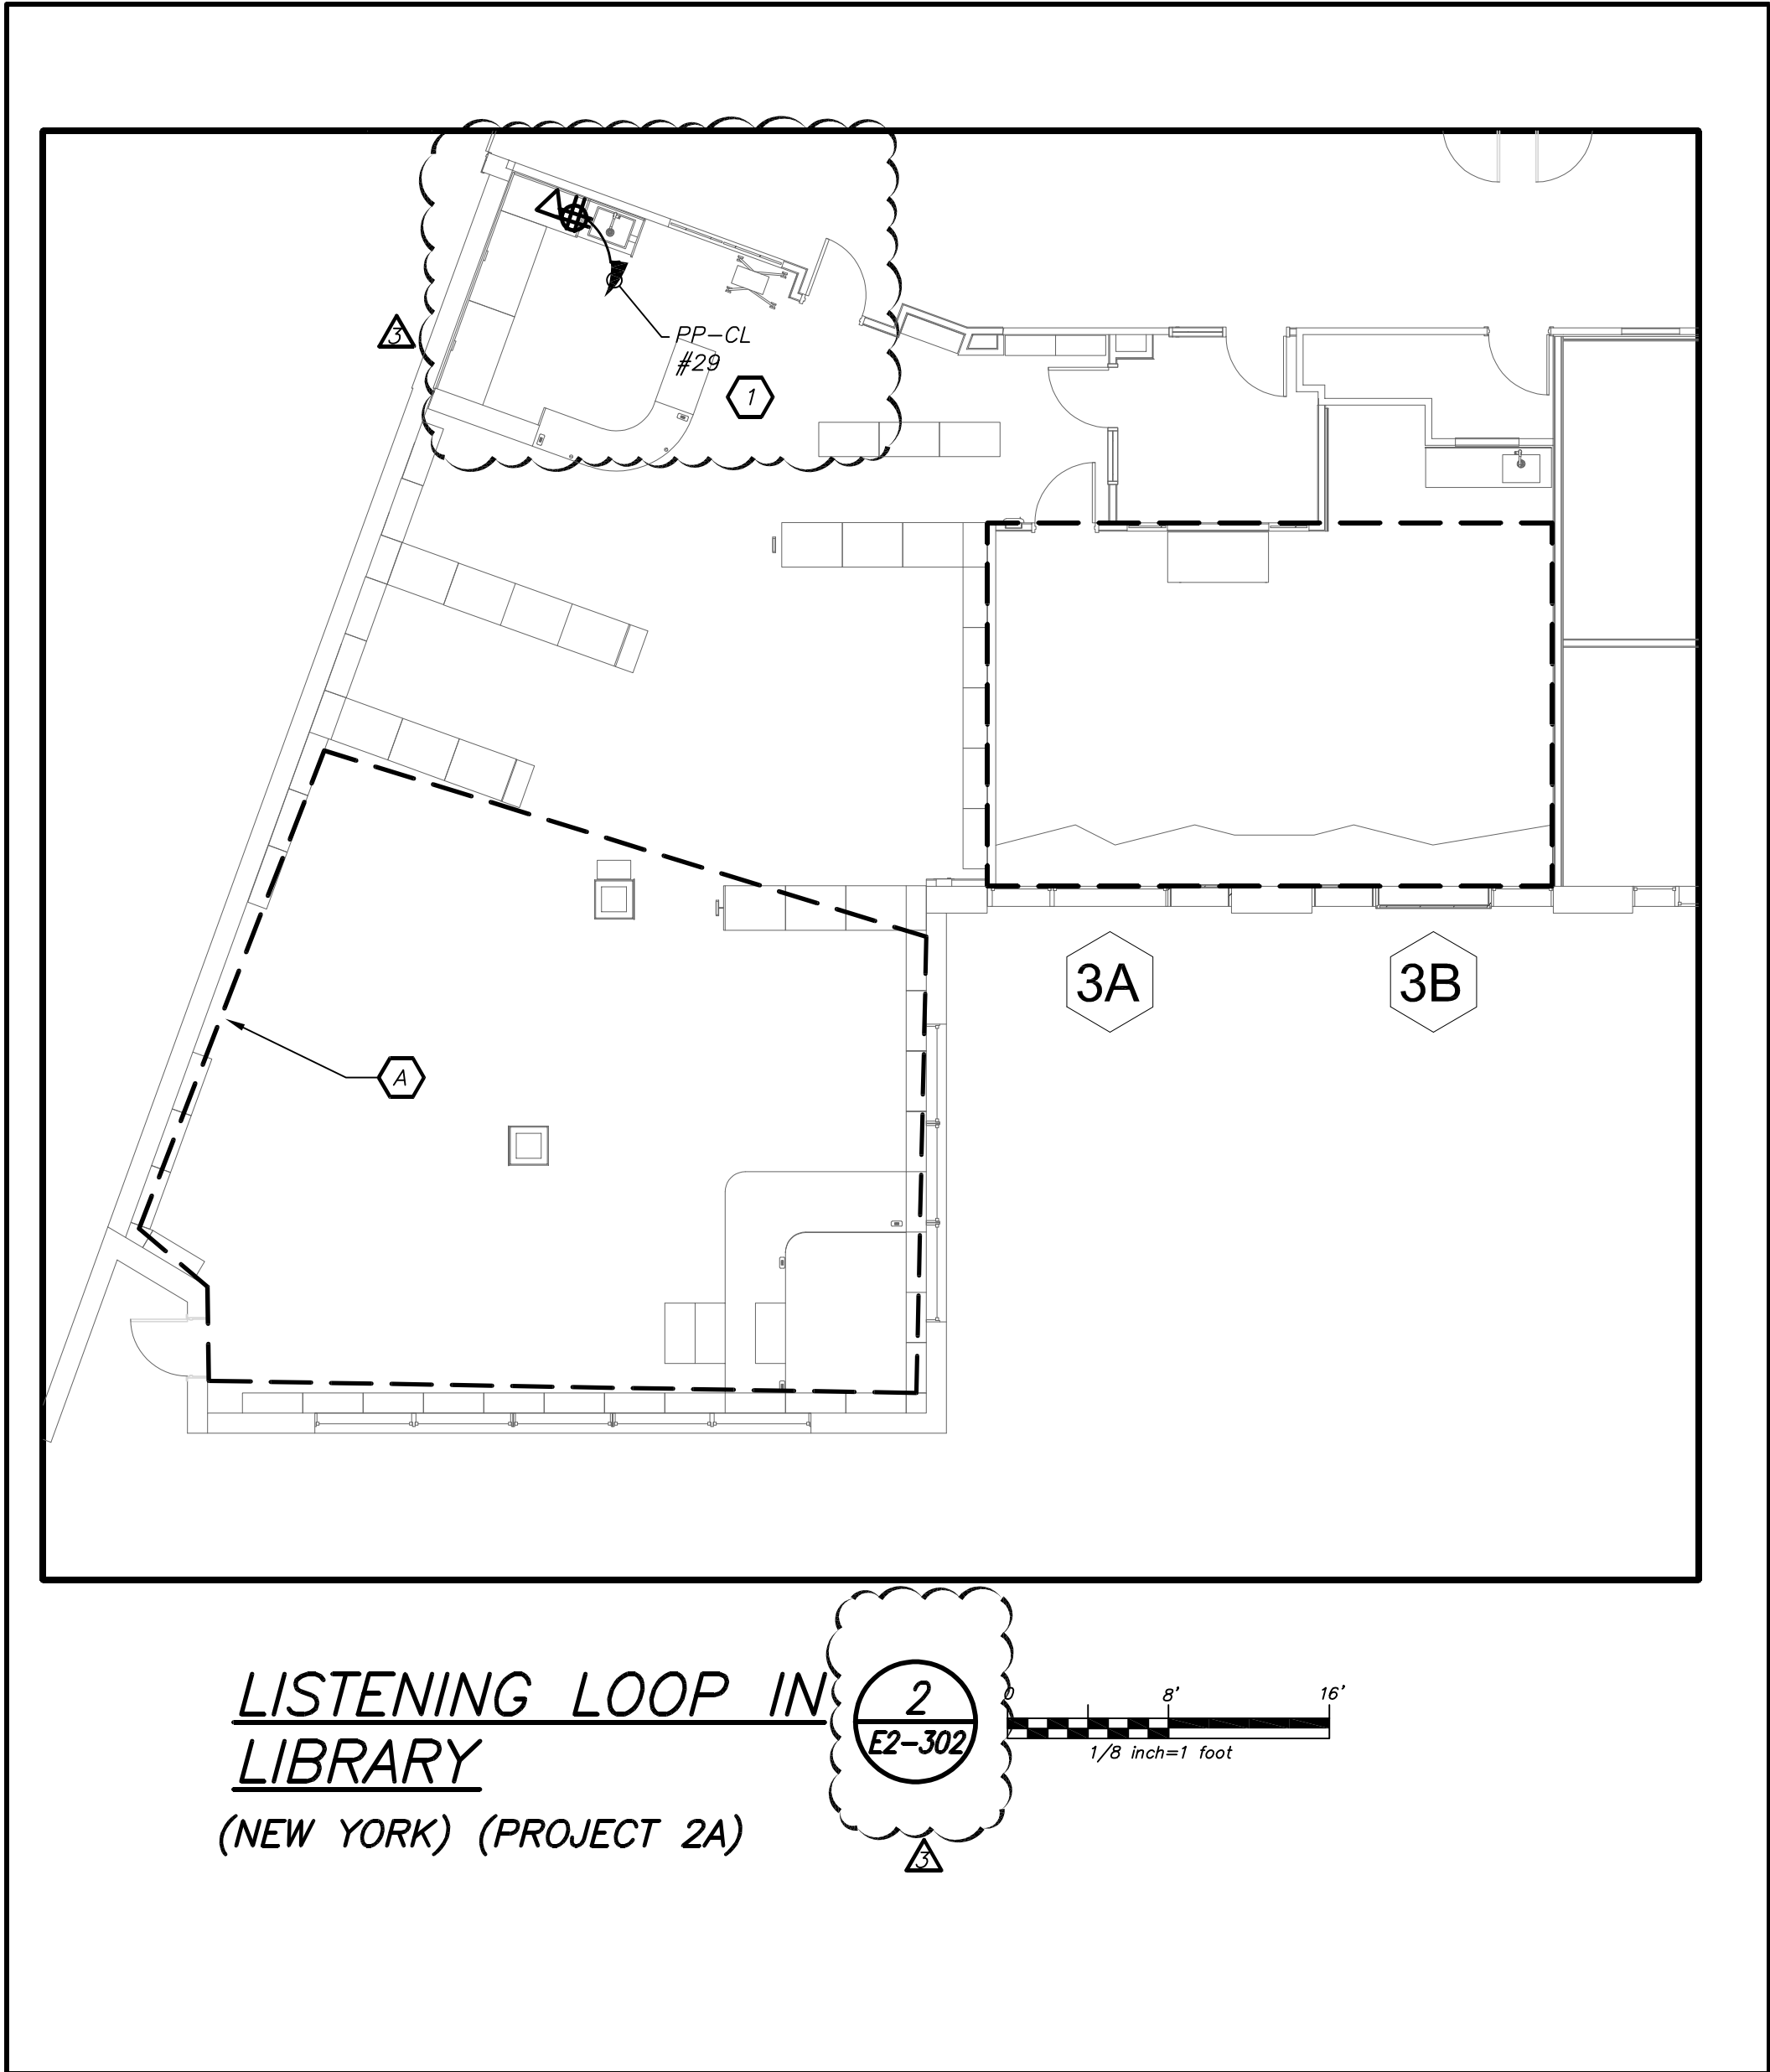 3
PP-CL
#29
1
3A
3B
A
LISTENING LOOP IN
LIBRARY
(NEW YORK) (PROJECT 2A)
2
E2-302
3
0 8' 16'
1/8 inch=1 foot